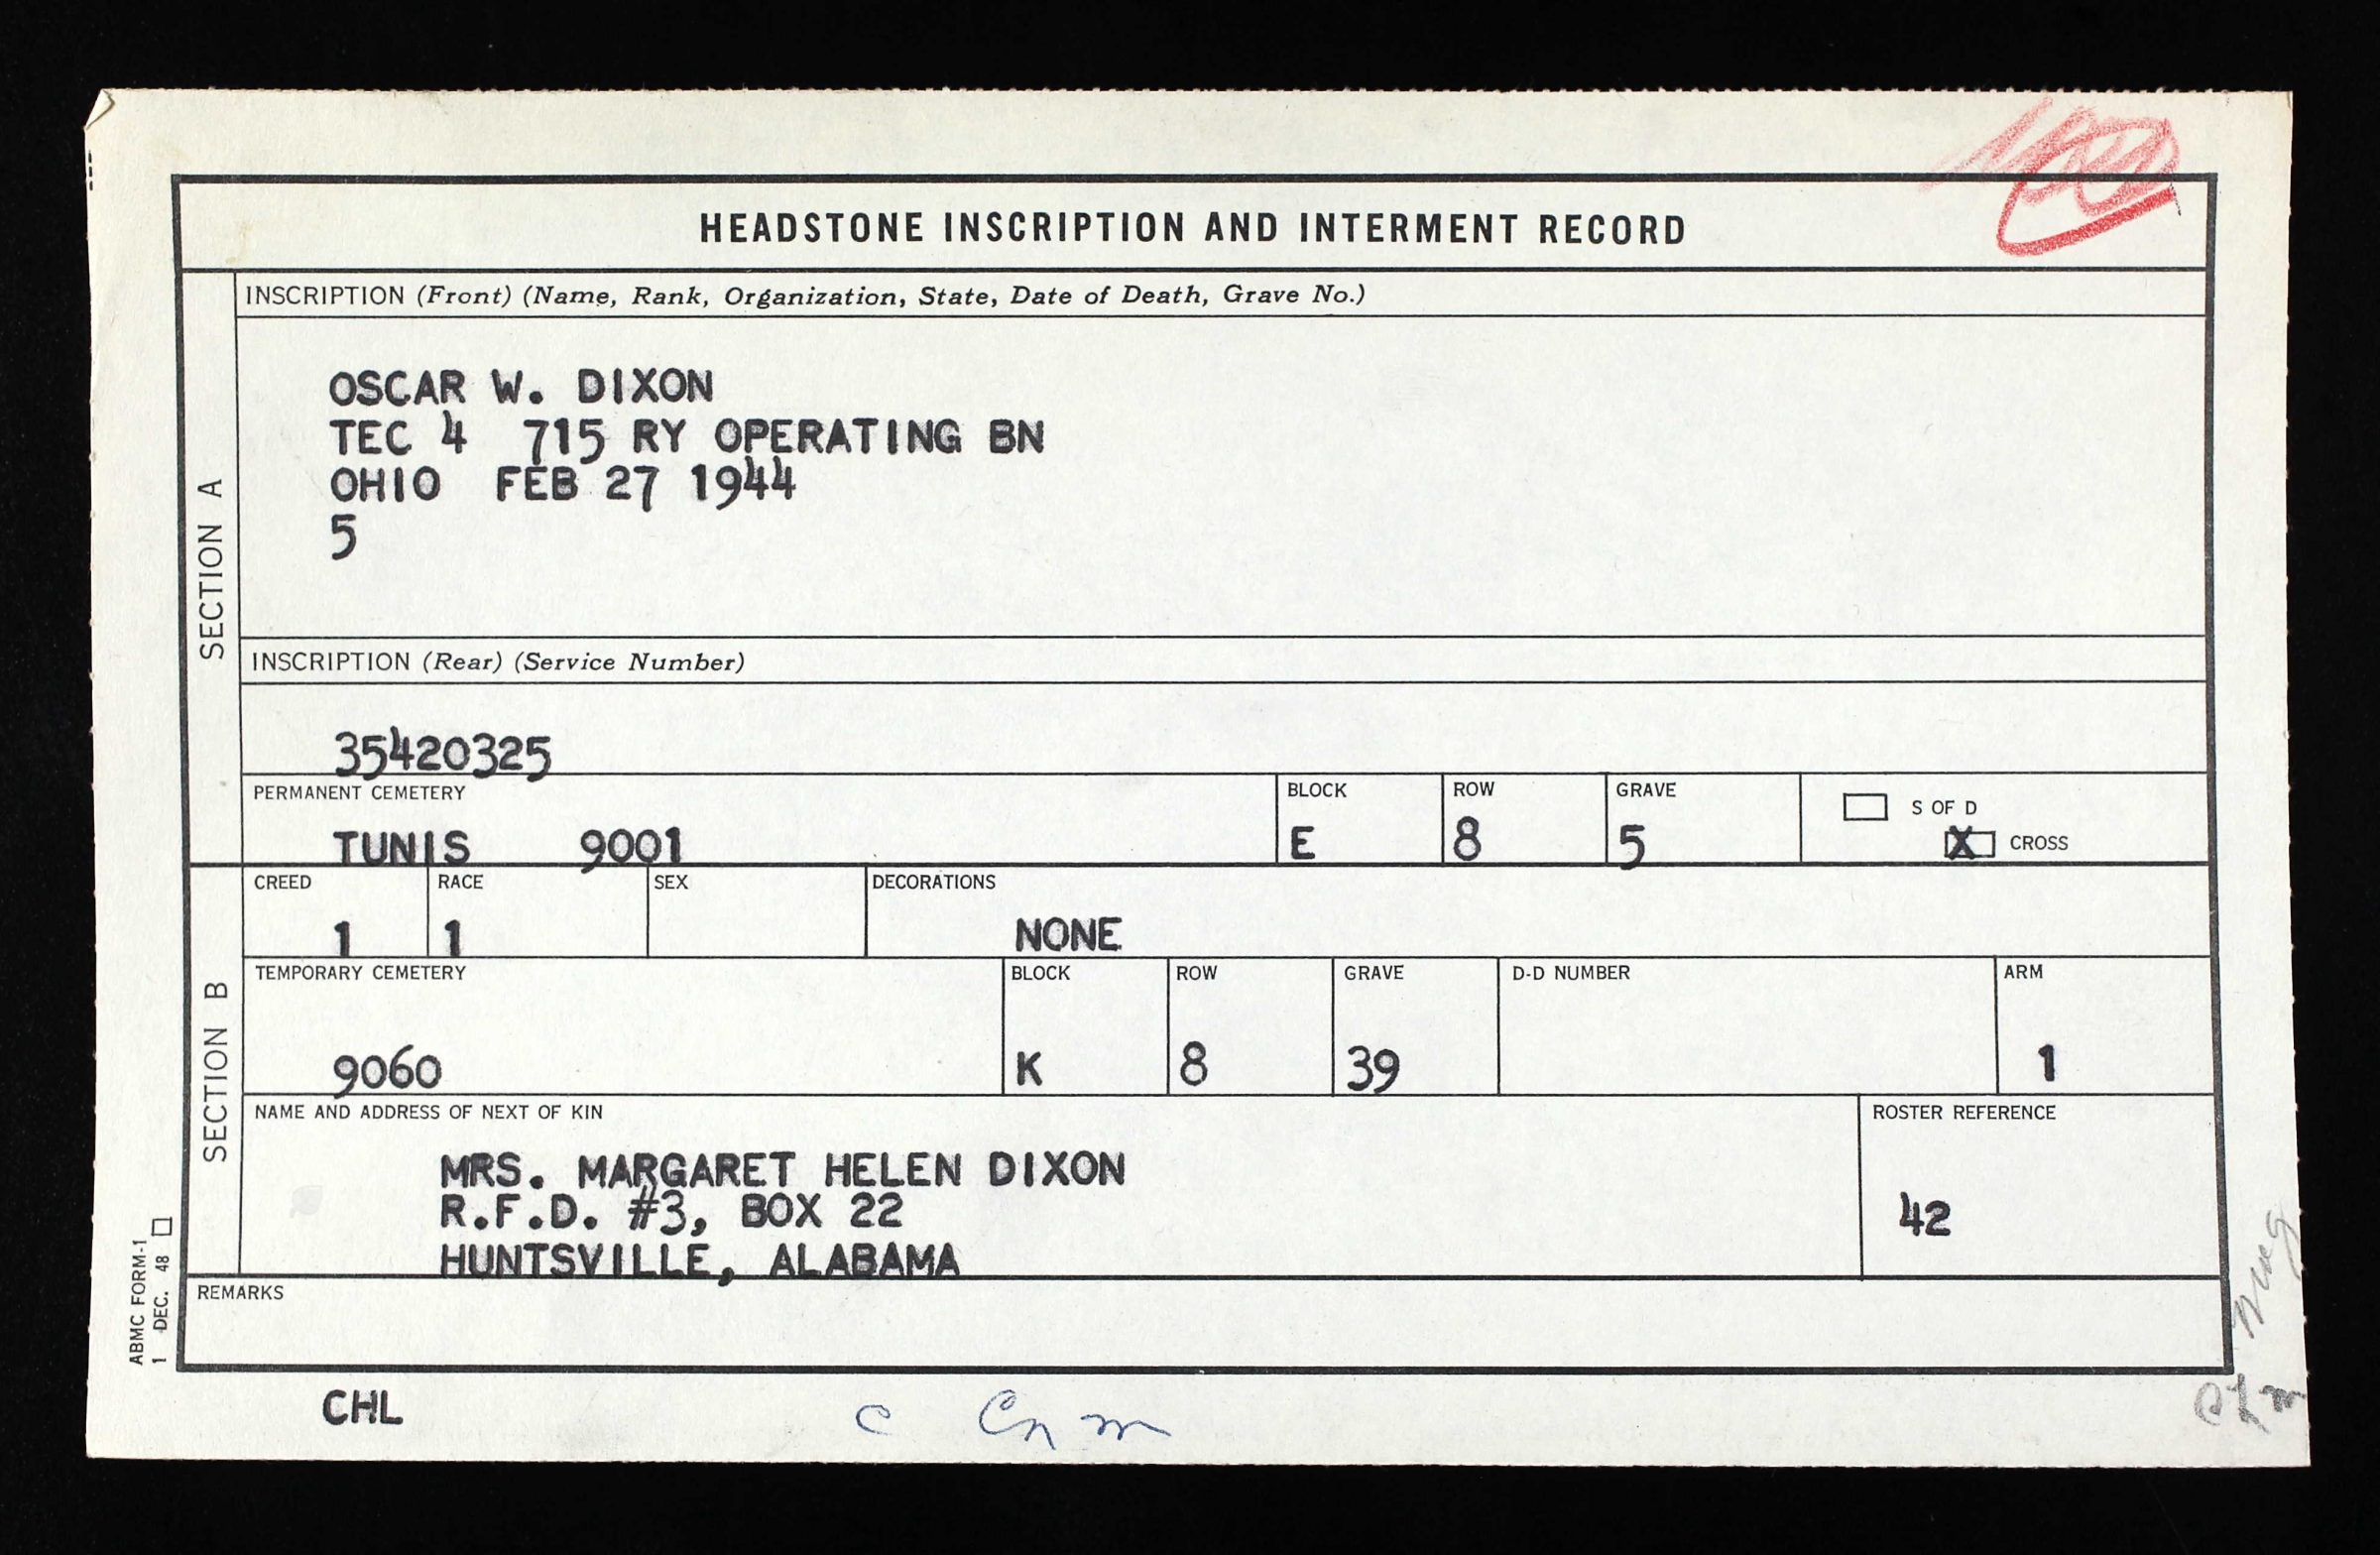 HEADSTONE INSCRIPTION AND INTERMENT RECORD
SECTION A
INSCRIPTION (Front) (Name, Rank, Organization, State, Date of Death, Grave No.)
OSCAR W. DIXON
TEC 4 715 RY OPERATING BN
OHIO FEB 27 1944
5
INSCRIPTION (Rear) (Service Number)
35420325
PERMANENT CEMETERY BLOCK ROW GRAVE
TUNIS 9001 E 8 5
S OF D
X CROSS
SECTION B
CREED RACE SEX DECORATIONS
1 1 NONE
TEMPORARY CEMETERY BLOCK ROW GRAVE D-D NUMBER ARM
9060 K 8 39 1
NAME AND ADDRESS OF NEXT OF KIN ROSTER REFERENCE
MRS. MARGARET HELEN DIXON
R.F.D. #3, BOX 22
HUNTSVILLE, ALABAMA
42
REMARKS
ABMC FORM-1
1 DEC. 48
CHL
c Cnm